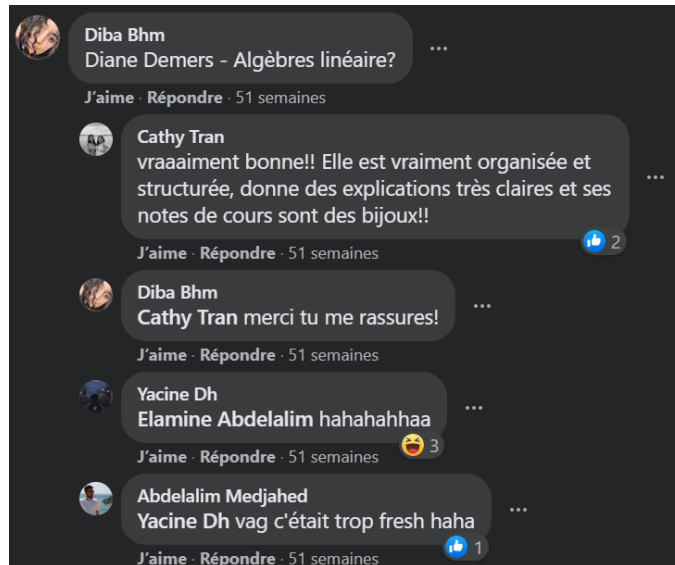 Diba Bhm
Diane Demers - Algèbres linéaire?
J'aime · Répondre · 51 semaines
Cathy Tran
vraaaiment bonne!! Elle est vraiment organisée et
structurée, donne des explications très claires et ses
notes de cours sont des bijoux!!
2
J'aime · Répondre · 51 semaines
Diba Bhm
Cathy Tran merci tu me rassures!
J'aime · Répondre · 51 semaines
Yacine Dh
Elamine Abdelalim hahahahhaa
3
J'aime · Répondre · 51 semaines
Abdelalim Medjahed
Yacine Dh vag c'était trop fresh haha
1
J'aime · Répondre · 51 semaines